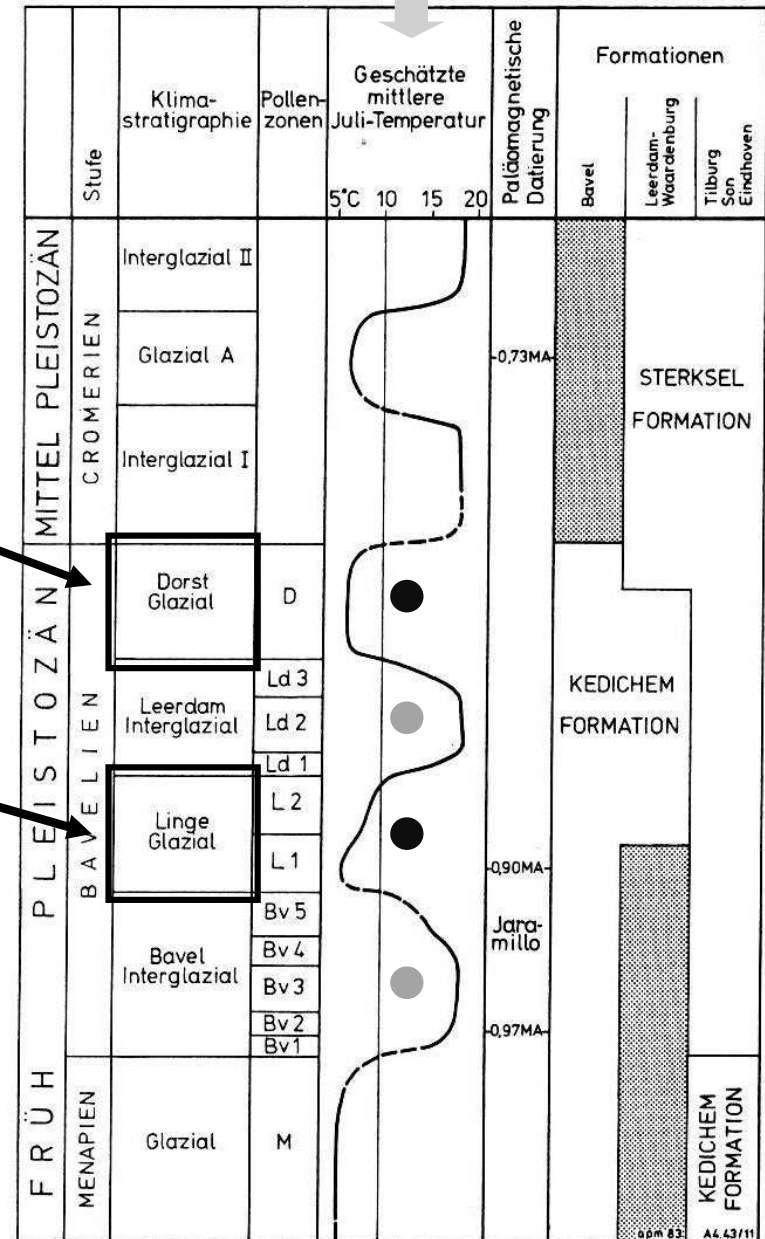 Stufe
Klima-
stratigraphie
Pollen-
zonen
Geschätzte
mittlere
Juli-Temperatur
5°C 10 15 20
Paläomagnetische
Datierung
Formationen
Bavel
Leerdam-
Waardenburg
Tilburg
Son
Eindhoven
MITTEL PLEISTOZÄN
FRÜH PLEISTOZÄN
CROMERIEN
BAVELIEN
MENAPIEN
Interglazial II
Glazial A
Interglazial I
Dorst
Glazial
Leerdam
Interglazial
Linge
Glazial
Bavel
Interglazial
Glazial
D
Ld 3
Ld 2
Ld 1
L 2
L 1
Bv 5
Bv 4
Bv 3
Bv 2
Bv 1
M
0,73MA
0,90MA
Jara-
millo
0,97MA
STERKSEL
FORMATION
KEDICHEM
FORMATION
KEDICHEM
FORMATION
apm 83 A4.43/11